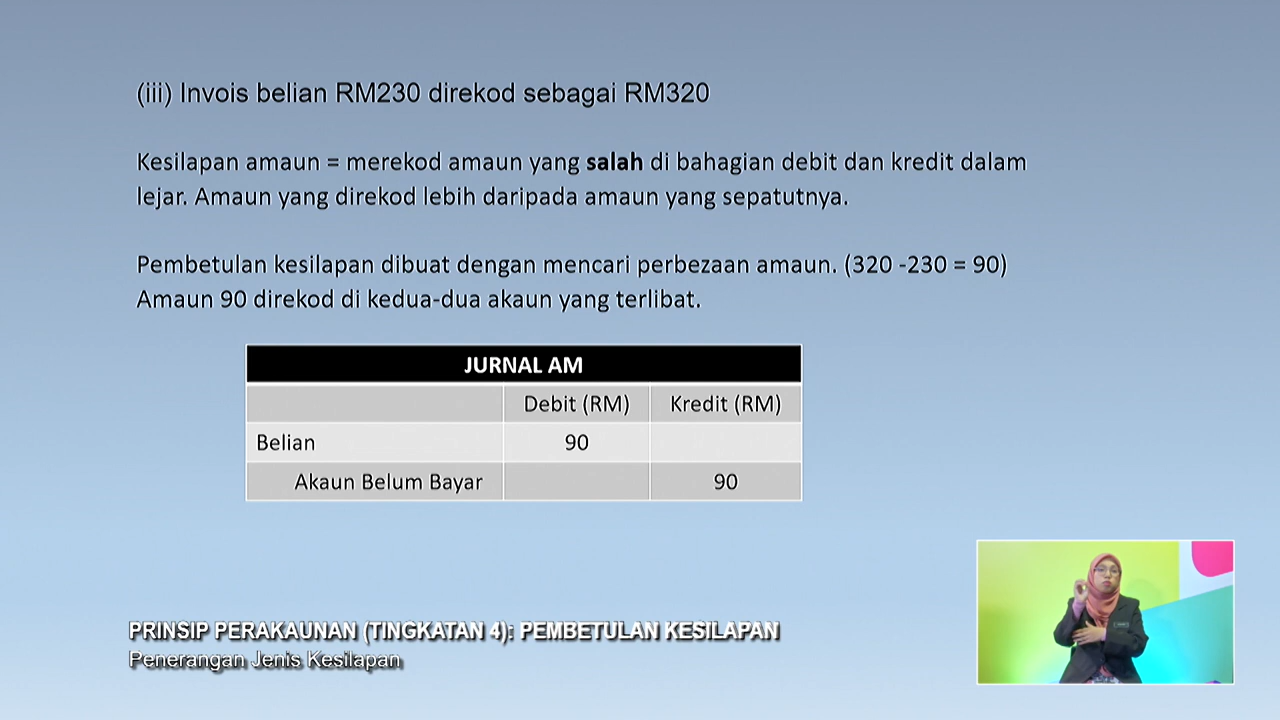 (iii) Invois belian RM230 direkod sebagai RM320
Kesilapan amaun = merekod amaun yang salah di bahagian debit dan kredit dalam
lejar. Amaun yang direkod lebih daripada amaun yang sepatutnya.
Pembetulan kesilapan dibuat dengan mencari perbezaan amaun. (320 -230 = 90)
Amaun 90 direkod di kedua-dua akaun yang terlibat.
JURNAL AM
Debit (RM) Kredit (RM)
Belian 90
Akaun Belum Bayar 90
PRINSIP PERAKAUNAN (TINGKATAN 4): PEMBETULAN KESILAPAN
Penerangan Jenis Kesilapan